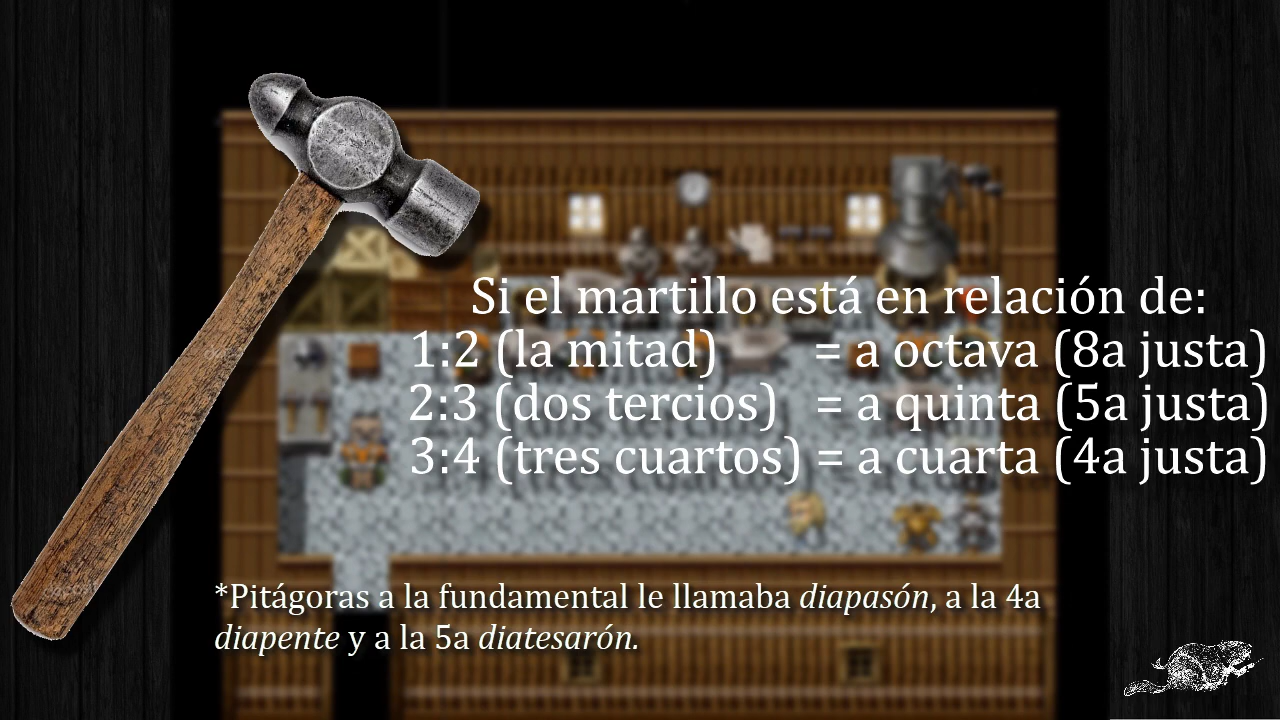 Si el martillo está en relación de:
1:2 (la mitad) = a octava (8a justa)
2:3 (dos tercios) = a quinta (5a justa)
3:4 (tres cuartos) = a cuarta (4a justa)
*Pitágoras a la fundamental le llamaba diapasón, a la 4a
diapente y a la 5a diatesarón.